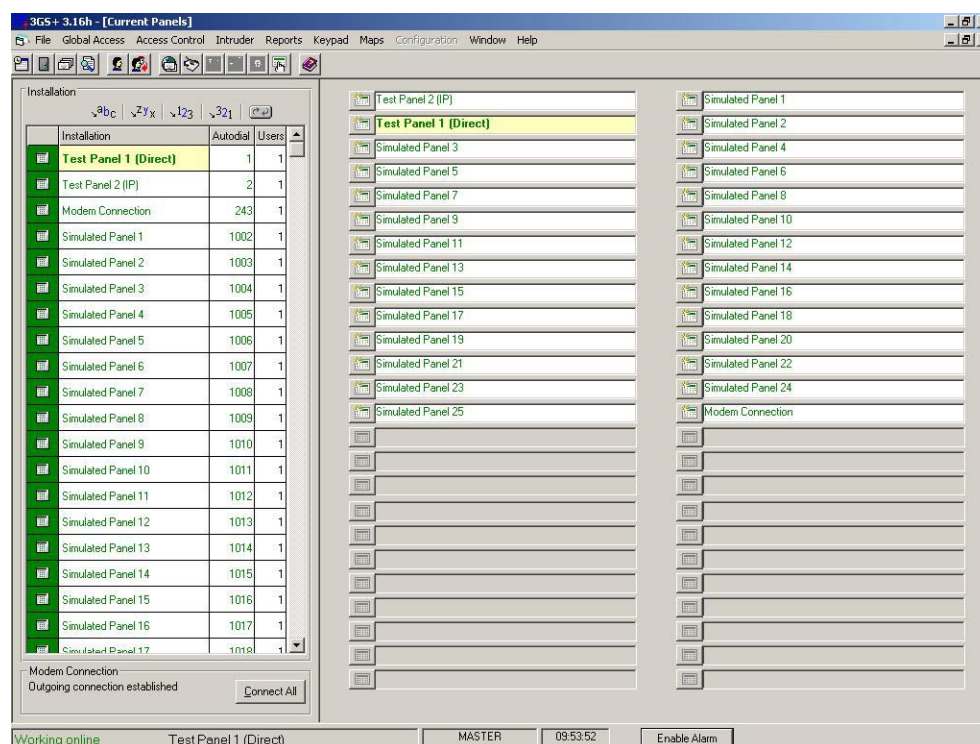 3GS+ 3.16h - [Current Panels]
File Global Access Access Control Intruder Reports Keypad Maps Configuration Window Help
Installation
abc zyx 123 321
Installation Autodial Users
Test Panel 1 (Direct) 1 1
Test Panel 2 (IP) 2 1
Modem Connection 243 1
Simulated Panel 1 1002 1
Simulated Panel 2 1003 1
Simulated Panel 3 1004 1
Simulated Panel 4 1005 1
Simulated Panel 5 1006 1
Simulated Panel 6 1007 1
Simulated Panel 7 1008 1
Simulated Panel 8 1009 1
Simulated Panel 9 1010 1
Simulated Panel 10 1011 1
Simulated Panel 11 1012 1
Simulated Panel 12 1013 1
Simulated Panel 13 1014 1
Simulated Panel 14 1015 1
Simulated Panel 15 1016 1
Simulated Panel 16 1017 1
Simulated Panel 17 1018 1
Modem Connection
Outgoing connection established
Connect All
Test Panel 2 (IP) Simulated Panel 1
Test Panel 1 (Direct) Simulated Panel 2
Simulated Panel 3 Simulated Panel 4
Simulated Panel 5 Simulated Panel 6
Simulated Panel 7 Simulated Panel 8
Simulated Panel 9 Simulated Panel 10
Simulated Panel 11 Simulated Panel 12
Simulated Panel 13 Simulated Panel 14
Simulated Panel 15 Simulated Panel 16
Simulated Panel 17 Simulated Panel 18
Simulated Panel 19 Simulated Panel 20
Simulated Panel 21 Simulated Panel 22
Simulated Panel 23 Simulated Panel 24
Simulated Panel 25 Modem Connection
Working online Test Panel 1 (Direct) MASTER 09:53:52 Enable Alarm